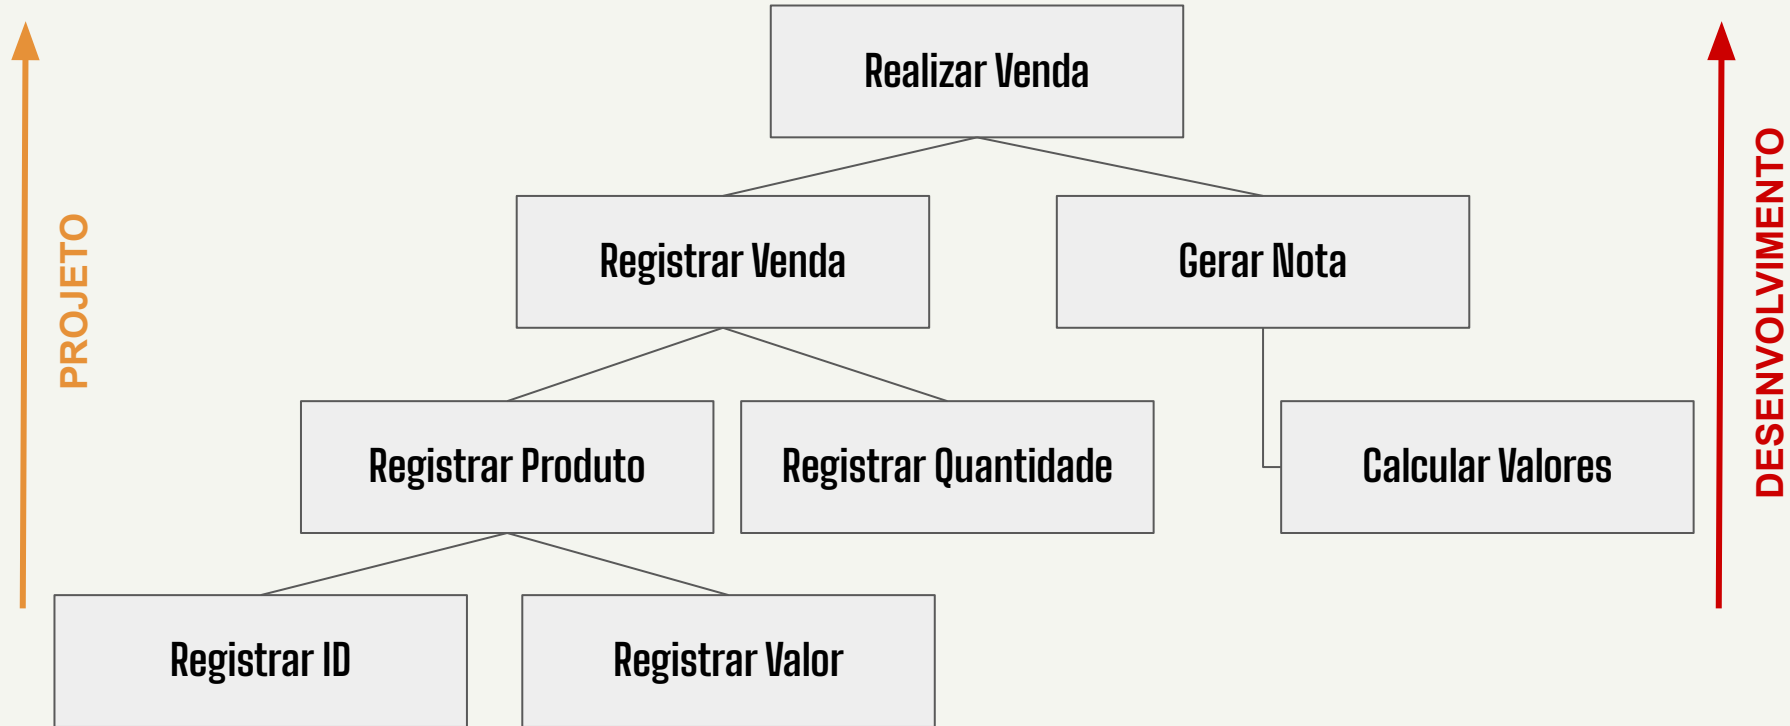 Realizar Venda
Registrar Venda
Gerar Nota
PROJETO
DESENVOLVIMENTO
Registrar Produto
Registrar Quantidade
Calcular Valores
Registrar ID
Registrar Valor